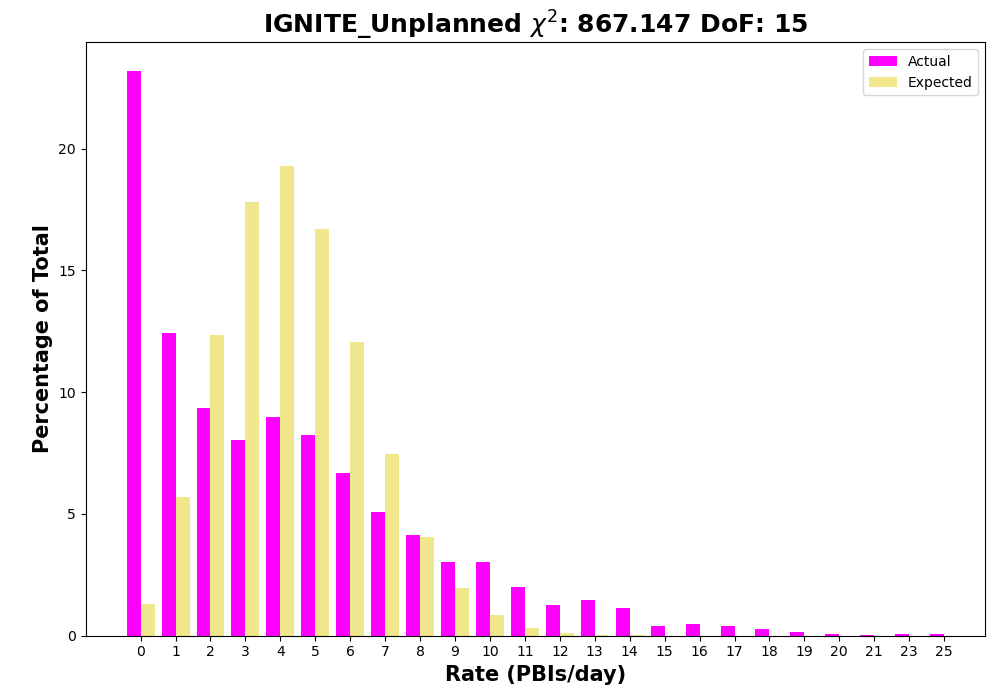 IGNITE_Unplanned χ²: 867.147 DoF: 15
Actual
Expected
Percentage of Total
20
15
10
5
0
0 1 2 3 4 5 6 7 8 9 10 11 12 13 14 15 16 17 18 19 20 21 23 25
Rate (PBIs/day)